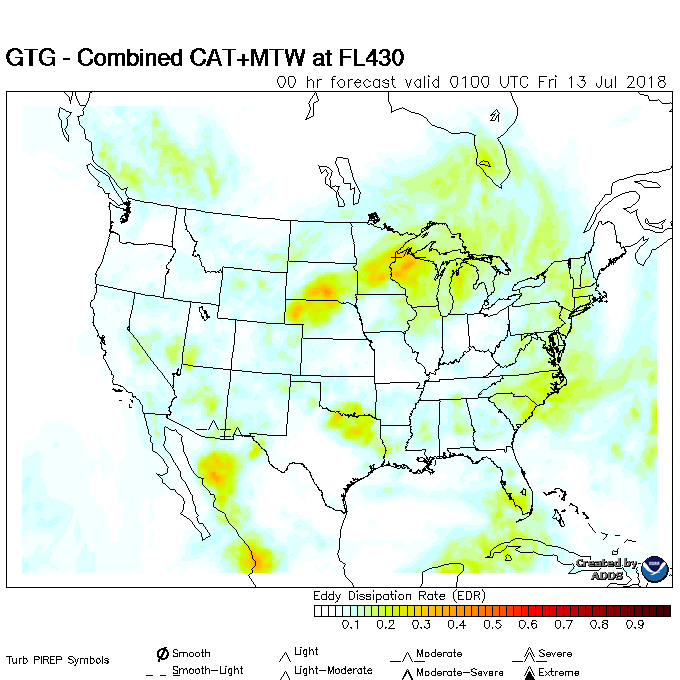 GTG - Combined CAT+MTW at FL430
00 hr forecast valid 0100 UTC Fri 13 Jul 2018
Created by
ADDS
Eddy Dissipation Rate (EDR)
0.1 0.2 0.3 0.4 0.5 0.6 0.7 0.8 0.9
Turb PIREP Symbols
Smooth Light Moderate Severe
Smooth-Light Light-Moderate Moderate-Severe Extreme